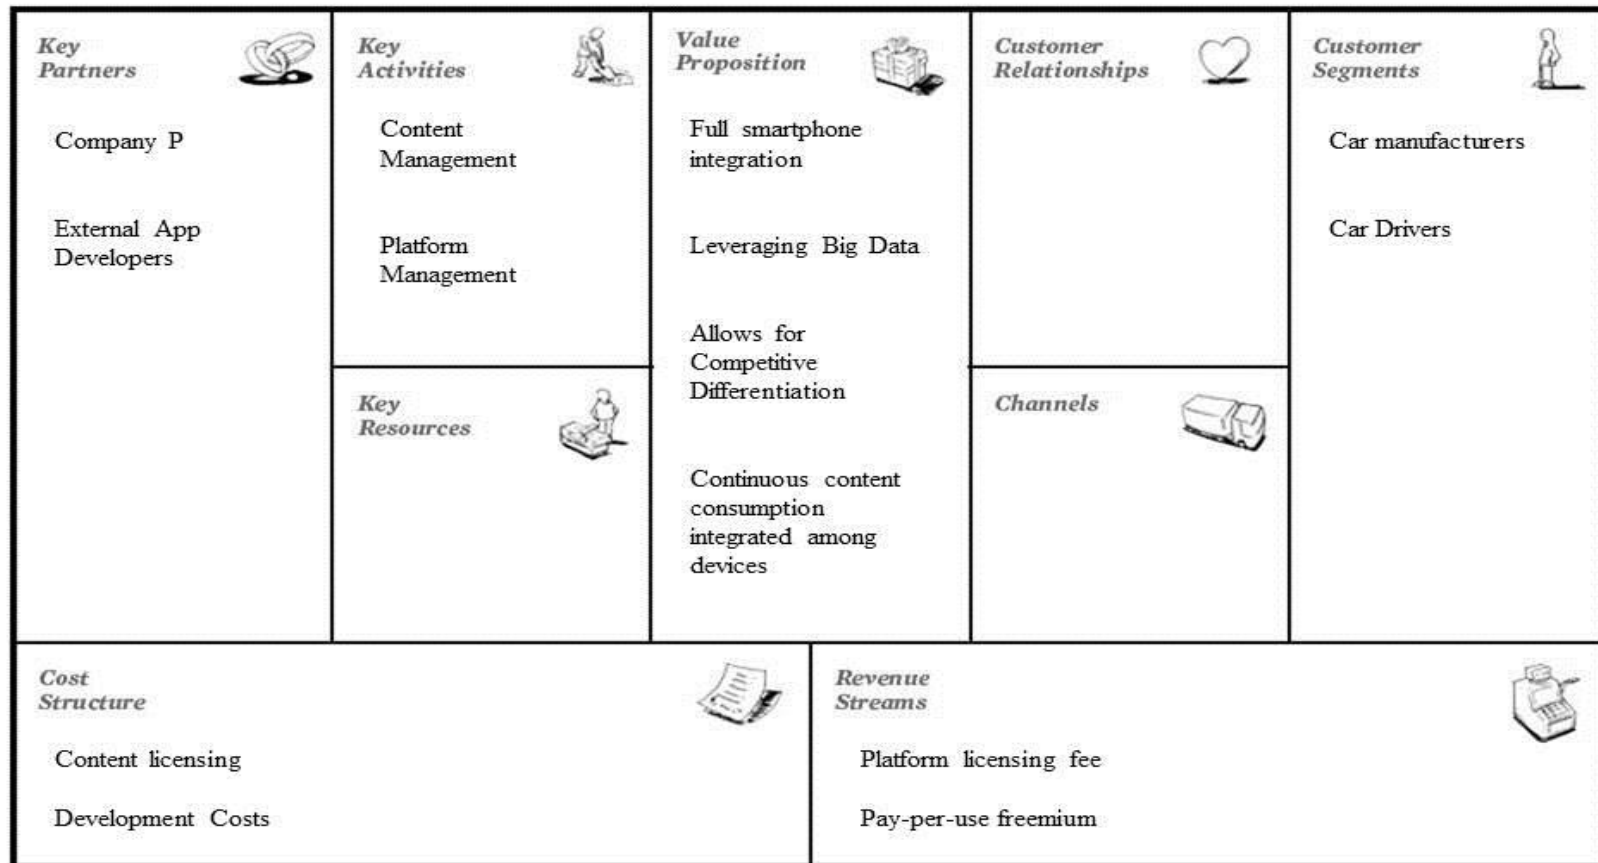 Key
Partners
Company P
External App
Developers
Key
Activities
Content
Management
Platform
Management
Key
Resources
Value
Proposition
Full smartphone
integration
Leveraging Big Data
Allows for
Competitive
Differentiation
Continuous content
consumption
integrated among
devices
Customer
Relationships
Channels
Customer
Segments
Car manufacturers
Car Drivers
Cost
Structure
Content licensing
Development Costs
Revenue
Streams
Platform licensing fee
Pay-per-use freemium